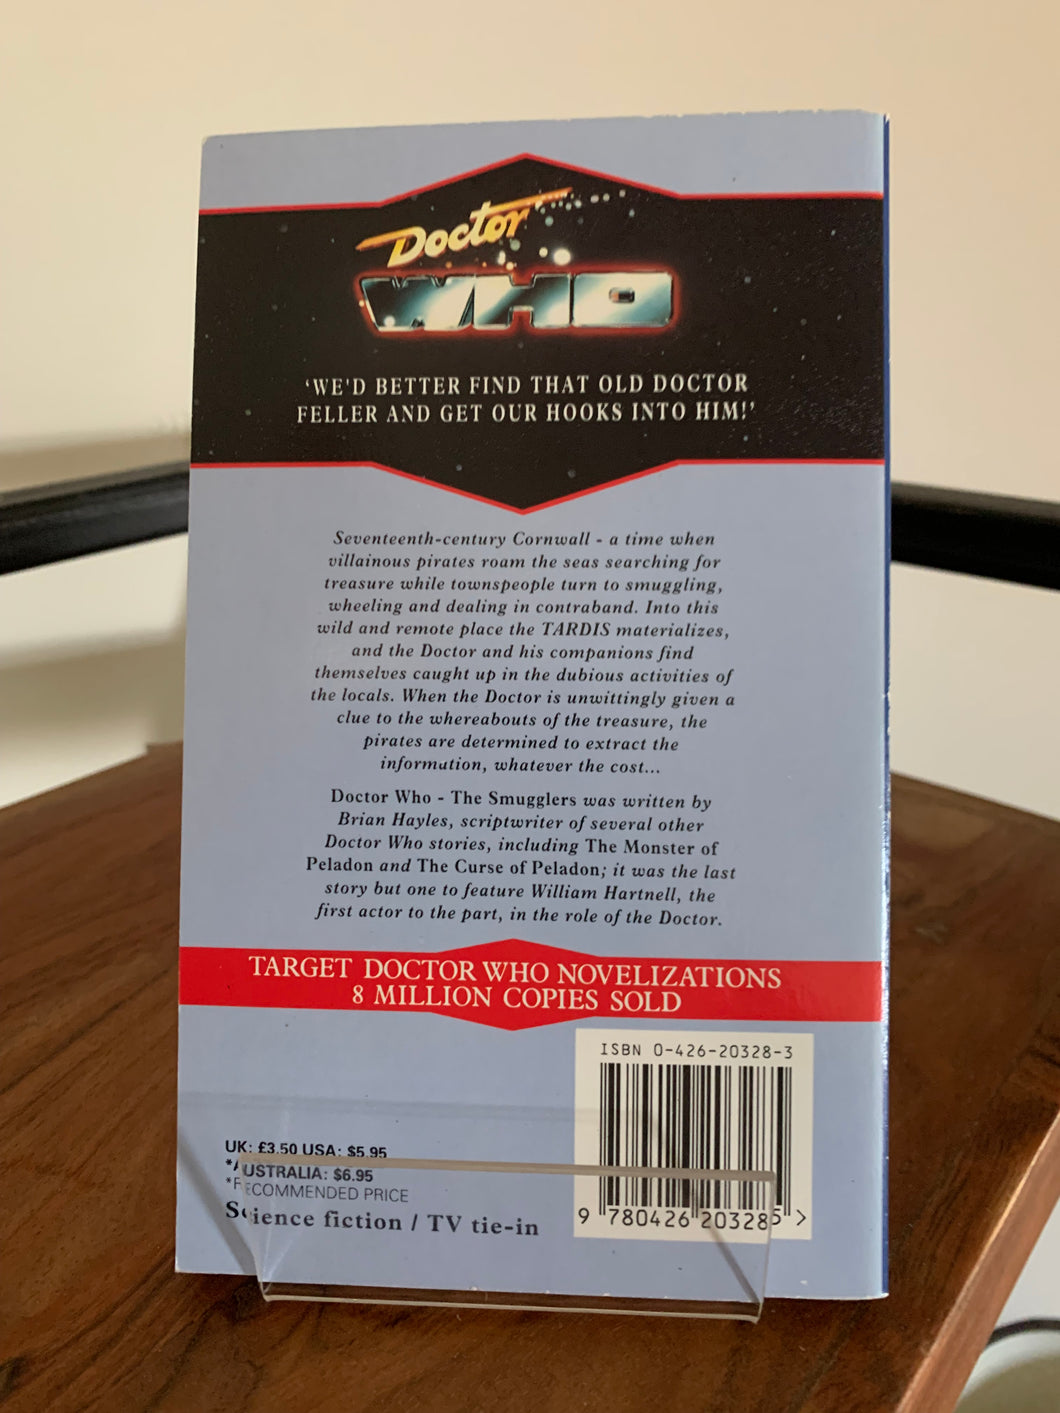 Doctor
WHO
‘WE'D BETTER FIND THAT OLD DOCTOR
FELLER AND GET OUR HOOKS INTO HIM!’
Seventeenth-century Cornwall - a time when
villainous pirates roam the seas searching for
treasure while townspeople turn to smuggling,
wheeling and dealing in contraband. Into this
wild and remote place the TARDIS materializes,
and the Doctor and his companions find
themselves caught up in the dubious activities of
the locals. When the Doctor is unwittingly given a
clue to the whereabouts of the treasure, the
pirates are determined to extract the
information, whatever the cost...
Doctor Who - The Smugglers was written by
Brian Hayles, scriptwriter of several other
Doctor Who stories, including The Monster of
Peladon and The Curse of Peladon; it was the last
story but one to feature William Hartnell, the
first actor to the part, in the role of the Doctor.
TARGET DOCTOR WHO NOVELIZATIONS
8 MILLION COPIES SOLD
ISBN 0-426-20328-3
UK: £3.50 USA: $5.95
*AUSTRALIA: $6.95
*RECOMMENDED PRICE
Science fiction / TV tie-in
9 780426 203285 >